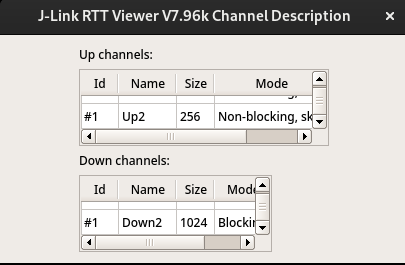 J-Link RTT Viewer V7.96k Channel Description
Up channels:
Id Name Size Mode
#1 Up2 256 Non-blocking, sk
Down channels:
Id Name Size Mode
#1 Down2 1024 Blockin